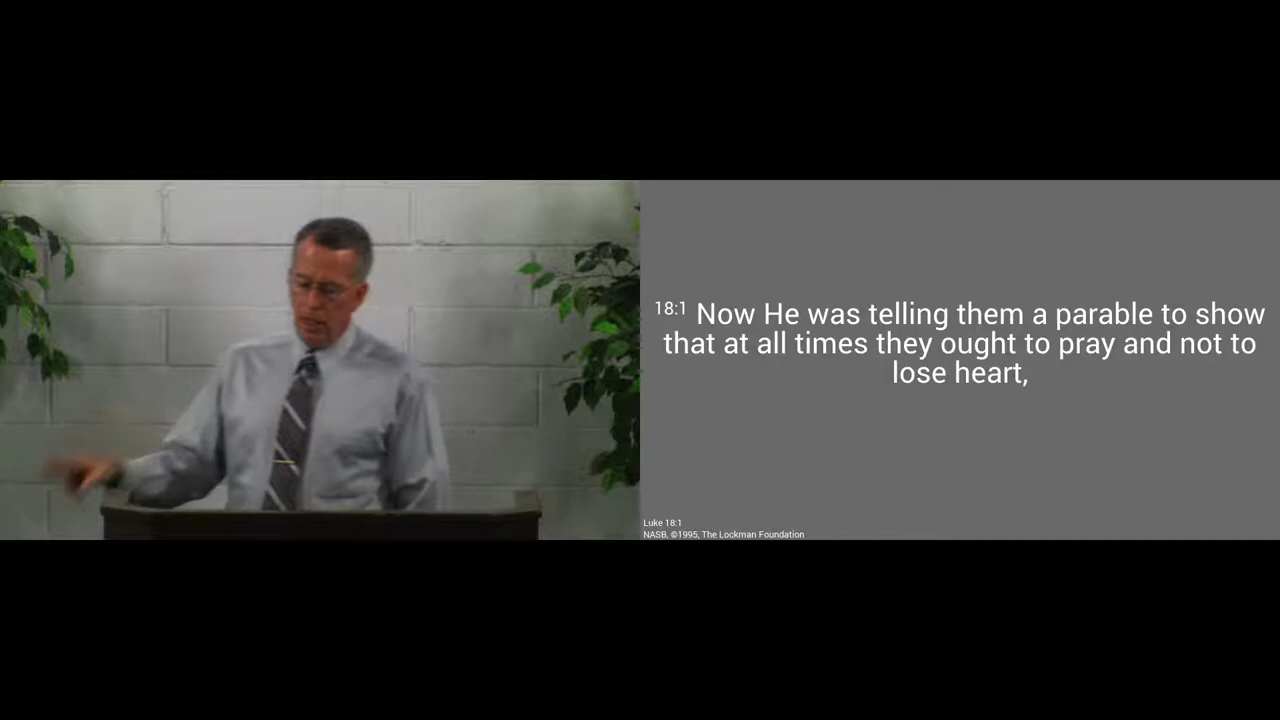 18:1 Now He was telling them a parable to show
that at all times they ought to pray and not to
lose heart,
Luke 18:1
NASB, ©1995, The Lockman Foundation